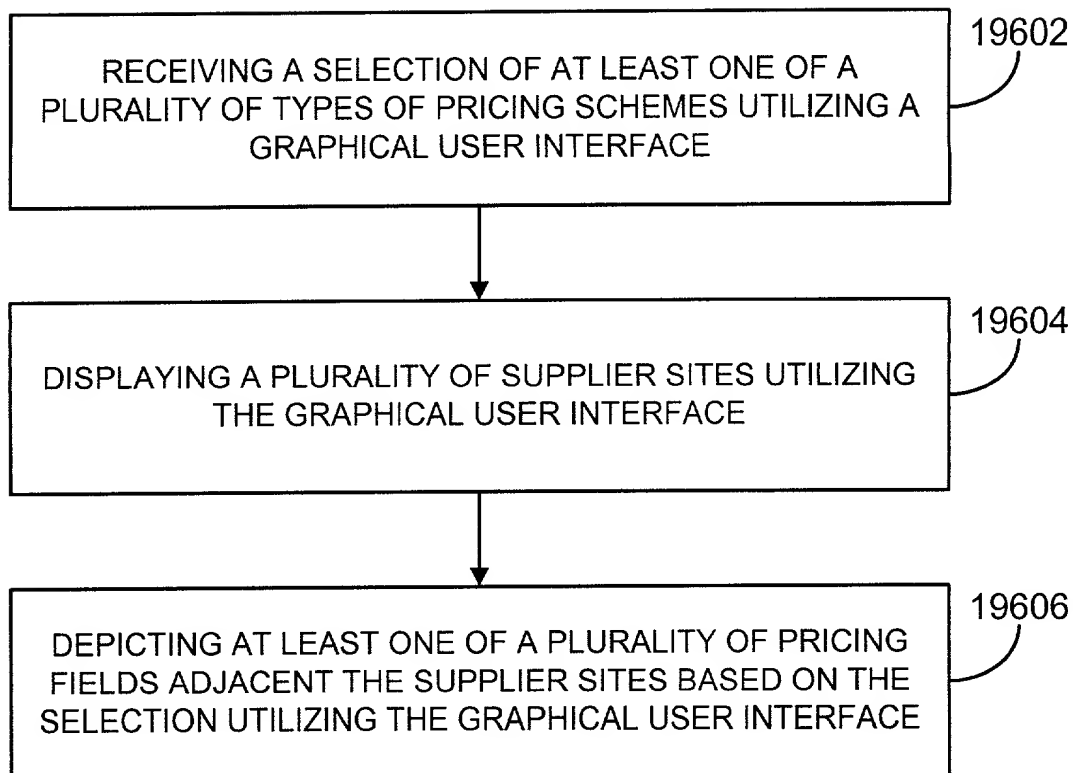 19602
RECEIVING A SELECTION OF AT LEAST ONE OF A
PLURALITY OF TYPES OF PRICING SCHEMES UTILIZING A
GRAPHICAL USER INTERFACE
19604
DISPLAYING A PLURALITY OF SUPPLIER SITES UTILIZING
THE GRAPHICAL USER INTERFACE
19606
DEPICTING AT LEAST ONE OF A PLURALITY OF PRICING
FIELDS ADJACENT THE SUPPLIER SITES BASED ON THE
SELECTION UTILIZING THE GRAPHICAL USER INTERFACE